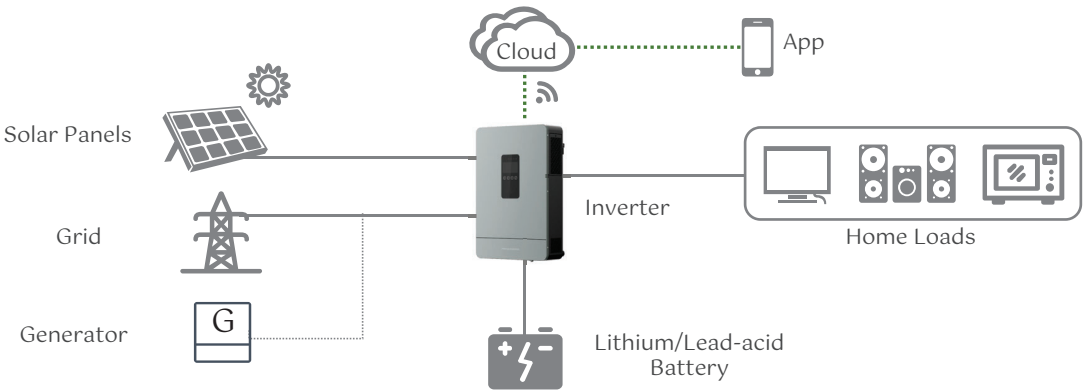 Cloud
App
Solar Panels
Inverter
Grid
Home Loads
G
Generator
+ -
Lithium/Lead-acid
Battery